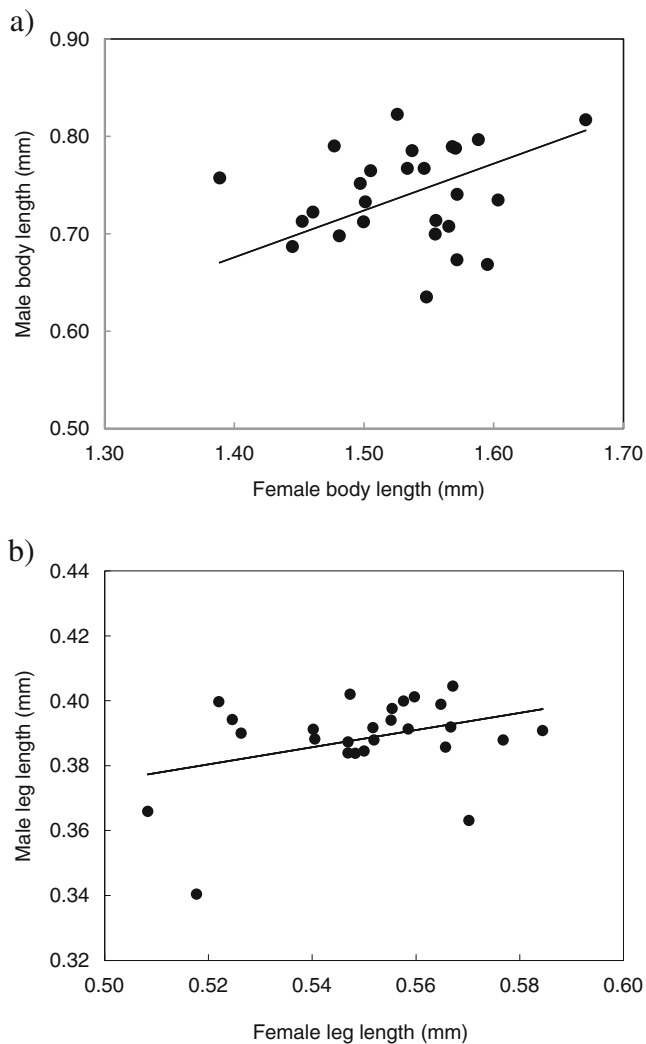 a)
0.90
0.80
0.70
0.60
0.50
Male body length (mm)
1.30 1.40 1.50 1.60 1.70
Female body length (mm)
b)
0.44
0.42
0.40
0.38
0.36
0.34
0.32
Male leg length (mm)
0.50 0.52 0.54 0.56 0.58 0.60
Female leg length (mm)